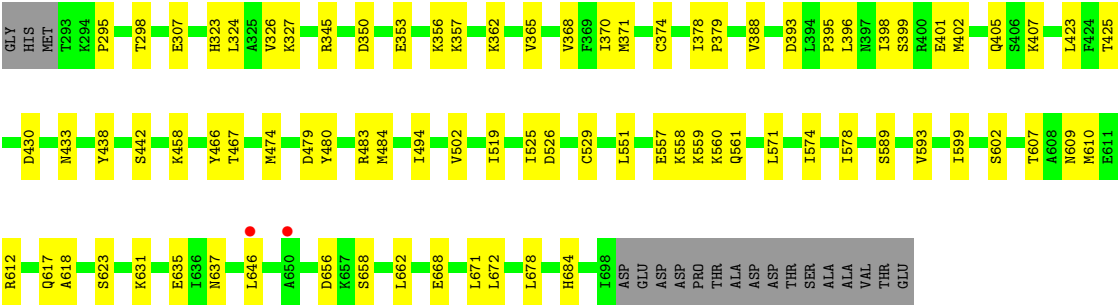 GLY HIS MET T293 K294 P295 T298 E307 H323 L324 A325 V326 K327 R345 D350 E353 K356 K357 K362 V365 V368 F369 I370 M371 C374 I378 P379 V388 D393 L394 P395 L396 N397 I398 S399 R400 E401 M402 Q405 S406 K407 L423 F424 T425
D430 N433 Y438 S442 K458 Y466 T467 M474 D479 Y480 R483 M484 I494 V502 I519 I525 D526 C529 L551 E557 K558 K559 K560 Q561 L571 I574 I578 S589 V593 I599 S602 T607 A608 N609 M610 E611
R612 Q617 A618 S623 K631 E635 I636 N637 L646 A650 D656 K657 S658 L662 E668 L671 L672 L678 H684 I698 ASP GLU ASP ASP PRO THR ALA ASP ASP THR SER ALA ALA VAL THR GLU